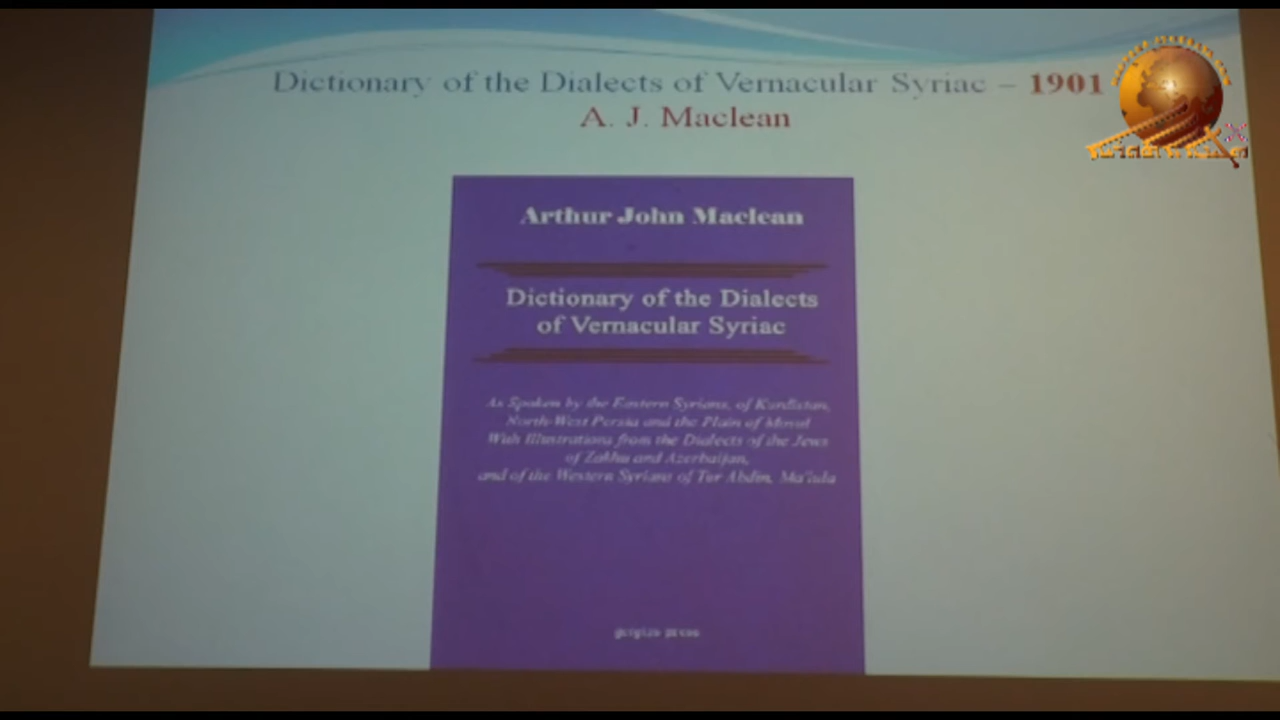 Dictionary of the Dialects of Vernacular Syriac – 1901
A. J. Maclean
Arthur John Maclean
Dictionary of the Dialects
of Vernacular Syriac
As Spoken by the Eastern Syrians, of Kurdistan,
North-West Persia and the Plain of Mosul
With Illustrations from the Dialects of the Jews
of Zakhu and Azerbaijan,
and of the Western Syrians of Tur Abdin, Ma'lula
gorgias press